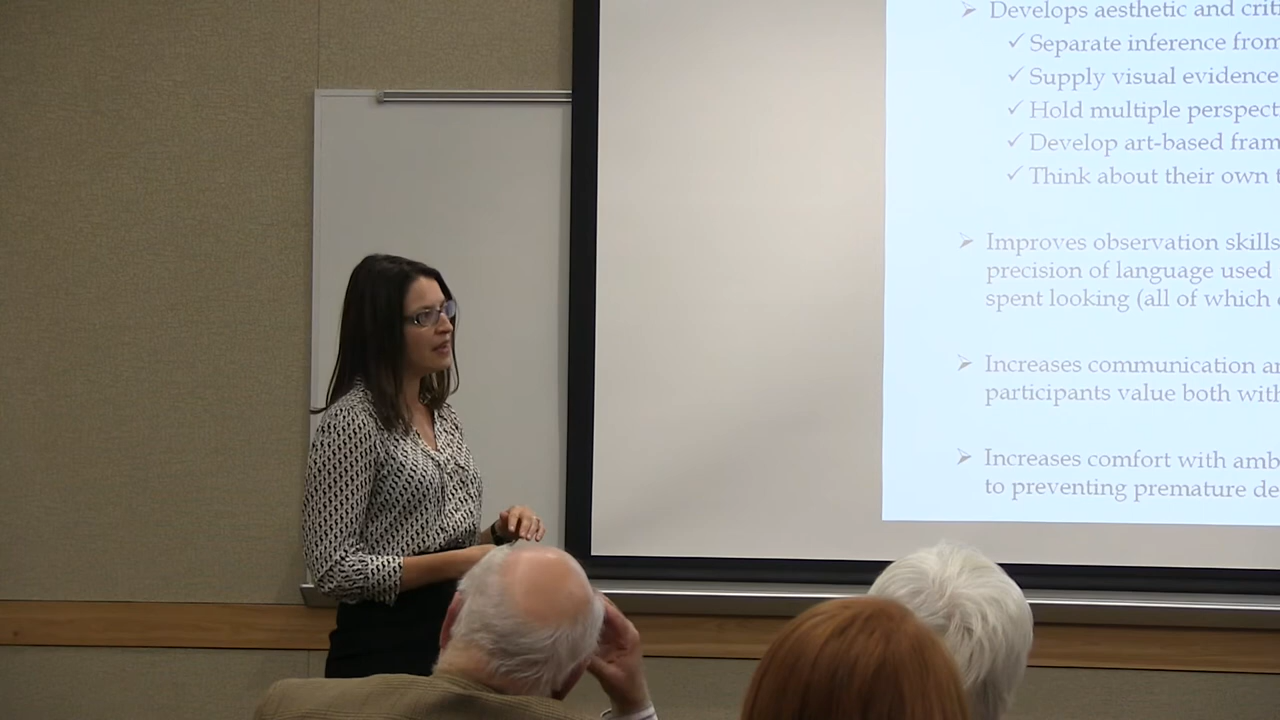 ➢ Develops aesthetic and crit
✓ Separate inference from
✓ Supply visual evidence
✓ Hold multiple perspect
✓ Develop art-based fram
✓ Think about their own t
➢ Improves observation skills
precision of language used
spent looking (all of which
➢ Increases communication an
participants value both with
➢ Increases comfort with amb
to preventing premature de